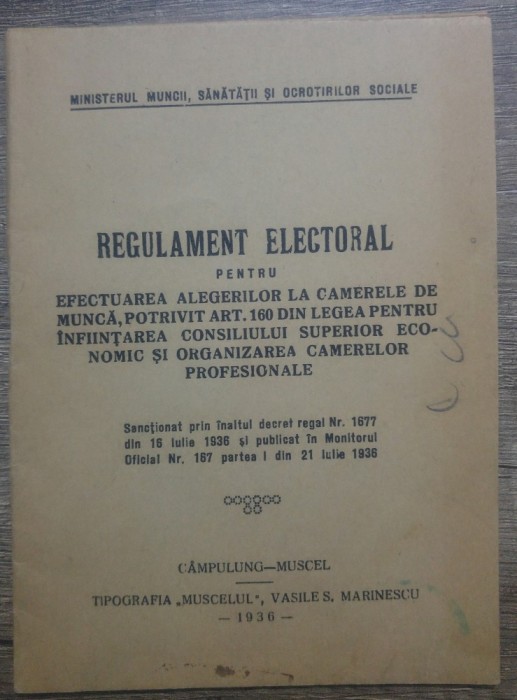 MINISTERUL MUNCII, SĂNĂTĂȚII ȘI OCROTIRILOR SOCIALE
REGULAMENT ELECTORAL
PENTRU
EFECTUAREA ALEGERILOR LA CAMERELE DE
MUNCĂ, POTRIVIT ART. 160 DIN LEGEA PENTRU
ÎNFIINȚAREA CONSILIULUI SUPERIOR ECO-
NOMIC ȘI ORGANIZAREA CAMERELOR
PROFESIONALE
Sancționat prin înaltul decret regal Nr. 1677
din 16 Iulie 1936 și publicat în Monitorul
Oficial Nr. 167 partea I din 21 Iulie 1936
CÂMPULUNG—MUSCEL
TIPOGRAFIA „MUSCELUL", VASILE S. MARINESCU
— 1936 —